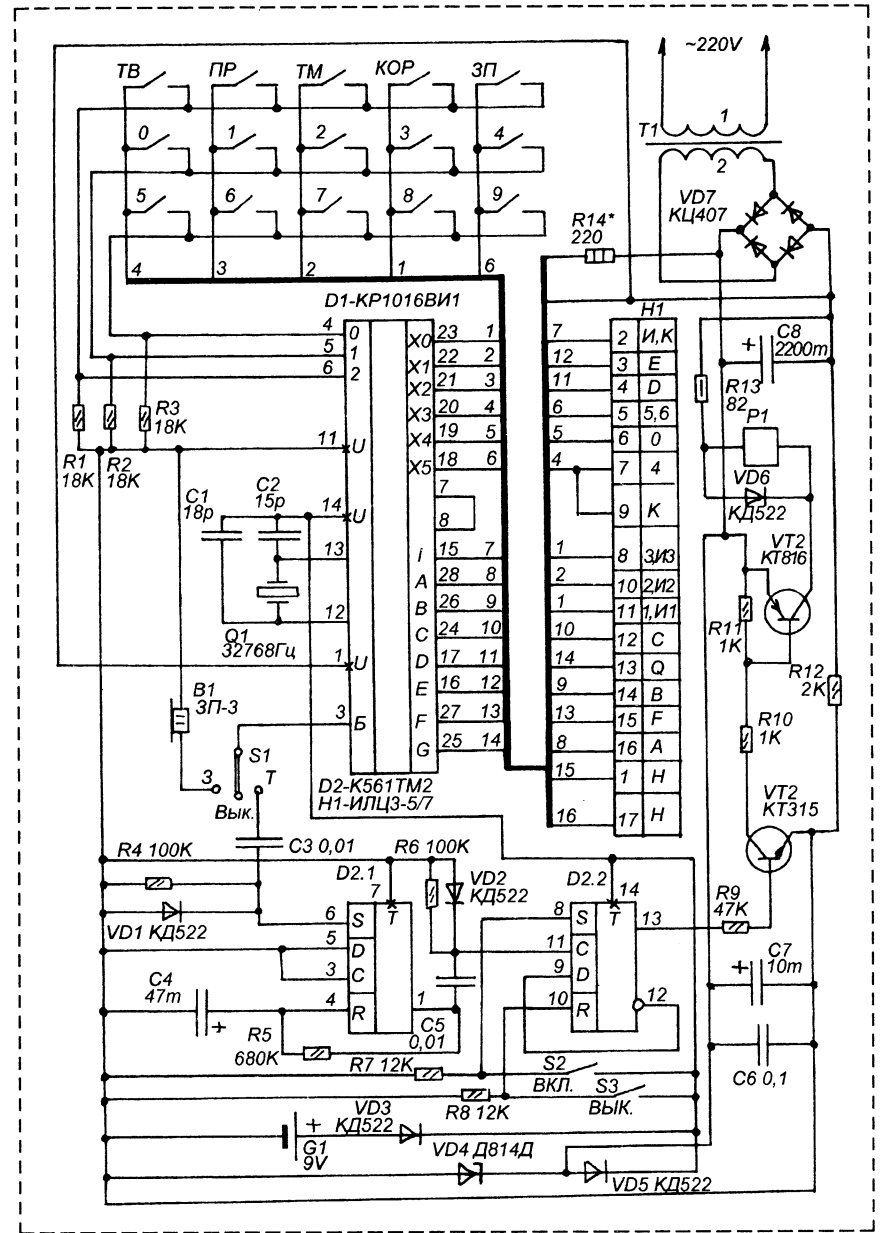 ~220V
ТВ ПР ТМ КОР ЗП
0 1 2 3 4
5 6 7 8 9
4 3 2 1 6
T1
1
2
VD7
КЦ407
R14*
220
D1-КР1016ВИ1
4 0
5 1
6 2
X0 23 1
X1 22 2
X2 21 3
X3 20 4
X4 19 5
X5 18 6
7
8
i 15 7
A 28 8
B 26 9
C 24 10
D 17 11
E 16 12
F 27 13
G 25 14
11 U
14 U
13
12
1 U
3 Б
R1
18K
R2
18K
R3
18K
C1
18p
C2
15p
Q1
32768Гц
B1
ЗП-3
S1
З
Т
Вык.
D2-К561ТМ2
H1-ИЛЦ3-5/7
H1
7 2 И,К
12 3 E
11 4 D
6 5 5,6
5 6 0
4 7 4
9 K
1 8 3,И3
2 10 2,И2
1 11 1,И1
10 12 C
14 13 Q
9 14 B
13 15 F
8 16 A
15 1 H
16 17 H
C8
2200m
+
R13
82
P1
VD6
КД522
VT2
КТ816
R11
1K
R12
2K
R10
1K
VT2
КТ315
R9
47K
C7
10m
+
C6 0,1
R4 100K
C3 0,01
R6 100K
VD2
КД522
VD1 КД522
D2.1
7
T
6 S
5 D
3 C
4 R
1
C4
47m
+
R5
680K
C5
0,01
D2.2
14
T
8 S
11 C
9 D
10 R
13
12
R7 12K
R8 12K
S2
ВКЛ.
S3
ВЫК.
VD3
КД522
+
G1
9V
VD4 Д814Д
VD5 КД522